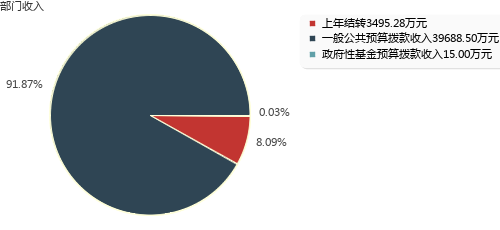 部门收入
上年结转3495.28万元
一般公共预算拨款收入39688.50万元
政府性基金预算拨款收入15.00万元
91.87%
0.03%
8.09%